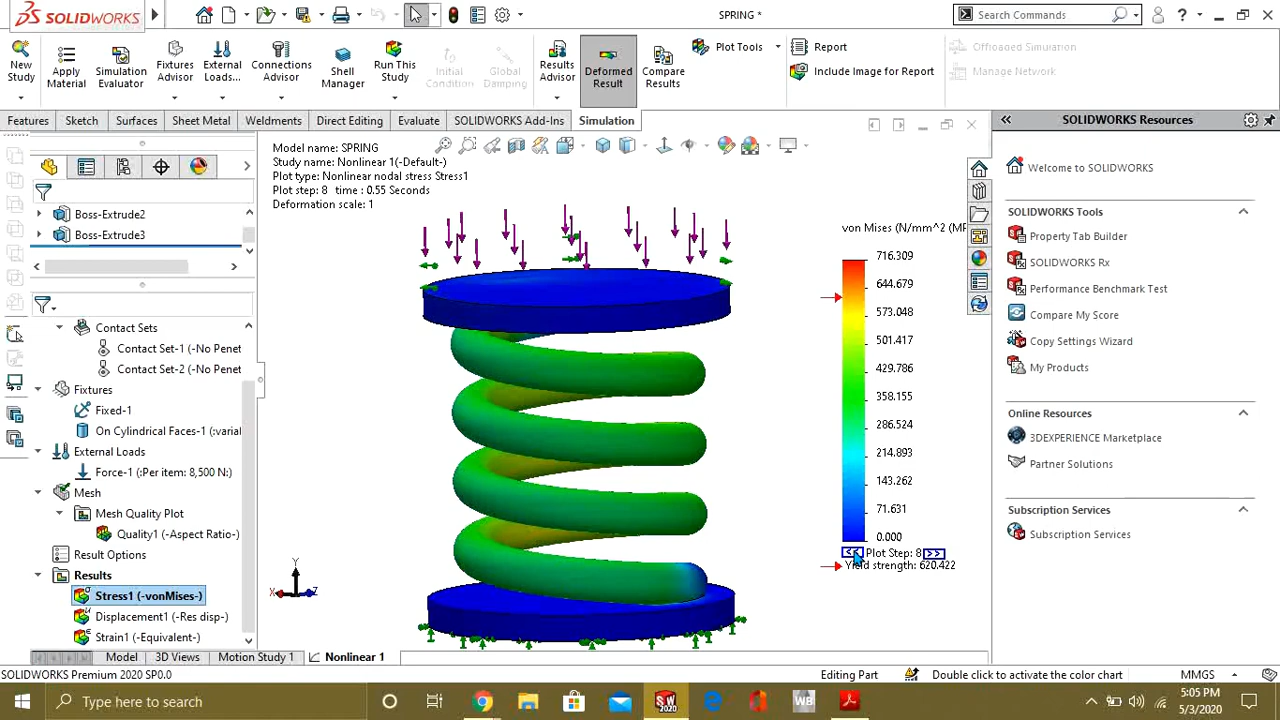 SOLIDWORKS
SPRING *
Search Commands
New Study
Apply Material
Simulation Evaluator
Fixtures Advisor
External Loads...
Connections Advisor
Shell Manager
Run This Study
Initial Condition
Global Damping
Results Advisor
Deformed Result
Compare Results
Plot Tools
Report
Include Image for Report
Offloaded Simulation
Manage Network
Features
Sketch
Surfaces
Sheet Metal
Weldments
Direct Editing
Evaluate
SOLIDWORKS Add-Ins
Simulation
SOLIDWORKS Resources
Boss-Extrude2
Boss-Extrude3
Contact Sets
Contact Set-1 (-No Penet
Contact Set-2 (-No Penet
Fixtures
Fixed-1
On Cylindrical Faces-1 (:varial
External Loads
Force-1 (:Per item: 8,500 N:)
Mesh
Mesh Quality Plot
Quality1 (-Aspect Ratio-)
Result Options
Results
Stress1 (-vonMises-)
Displacement1 (-Res disp-)
Strain1 (-Equivalent-)
Model name: SPRING
Study name: Nonlinear 1(-Default-)
Plot type: Nonlinear nodal stress Stress1
Plot step: 8 time : 0.55 Seconds
Deformation scale: 1
von Mises (N/mm^2 (MP
716.309
644.679
573.048
501.417
429.786
358.155
286.524
214.893
143.262
71.631
0.000
<< Plot Step: 8 >>
Yield strength: 620.422
Y
X
Z
Welcome to SOLIDWORKS
SOLIDWORKS Tools
Property Tab Builder
SOLIDWORKS Rx
Performance Benchmark Test
Compare My Score
Copy Settings Wizard
My Products
Online Resources
3DEXPERIENCE Marketplace
Partner Solutions
Subscription Services
Subscription Services
Model
3D Views
Motion Study 1
Nonlinear 1
SOLIDWORKS Premium 2020 SP0.0
Editing Part
Double click to activate the color chart
MMGS
Type here to search
SW
2020
WB
5:05 PM
5/3/2020